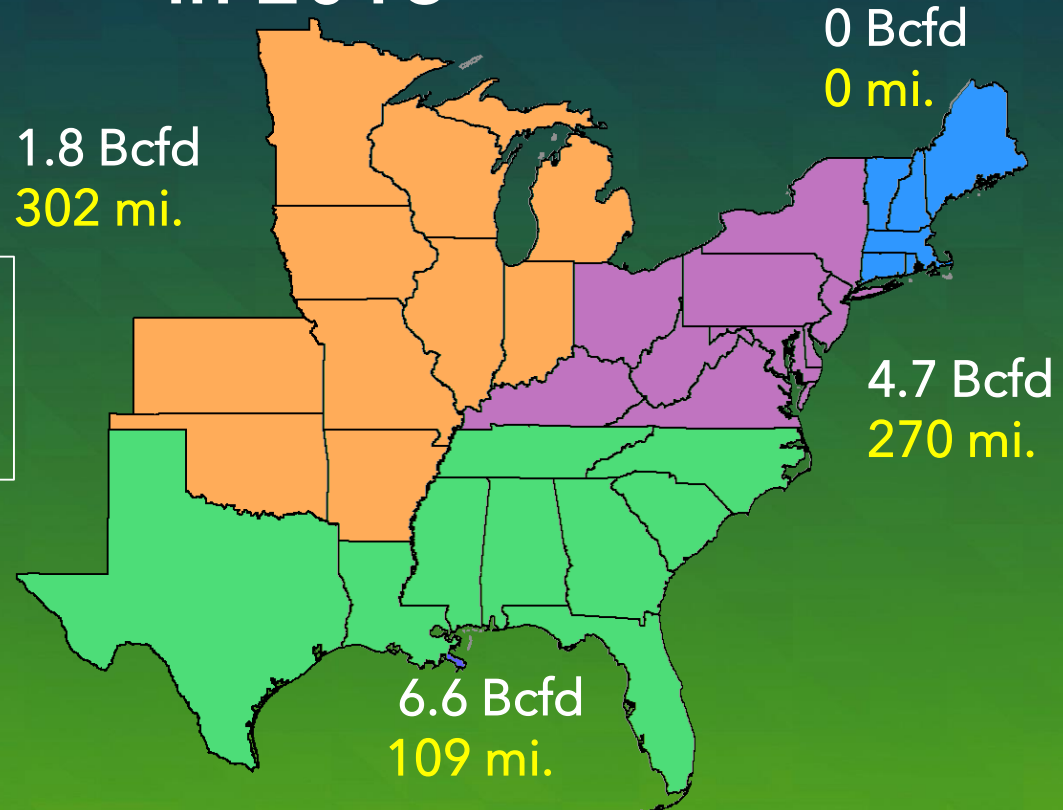 0 Bcfd
0 mi.
1.8 Bcfd
302 mi.
4.7 Bcfd
270 mi.
6.6 Bcfd
109 mi.